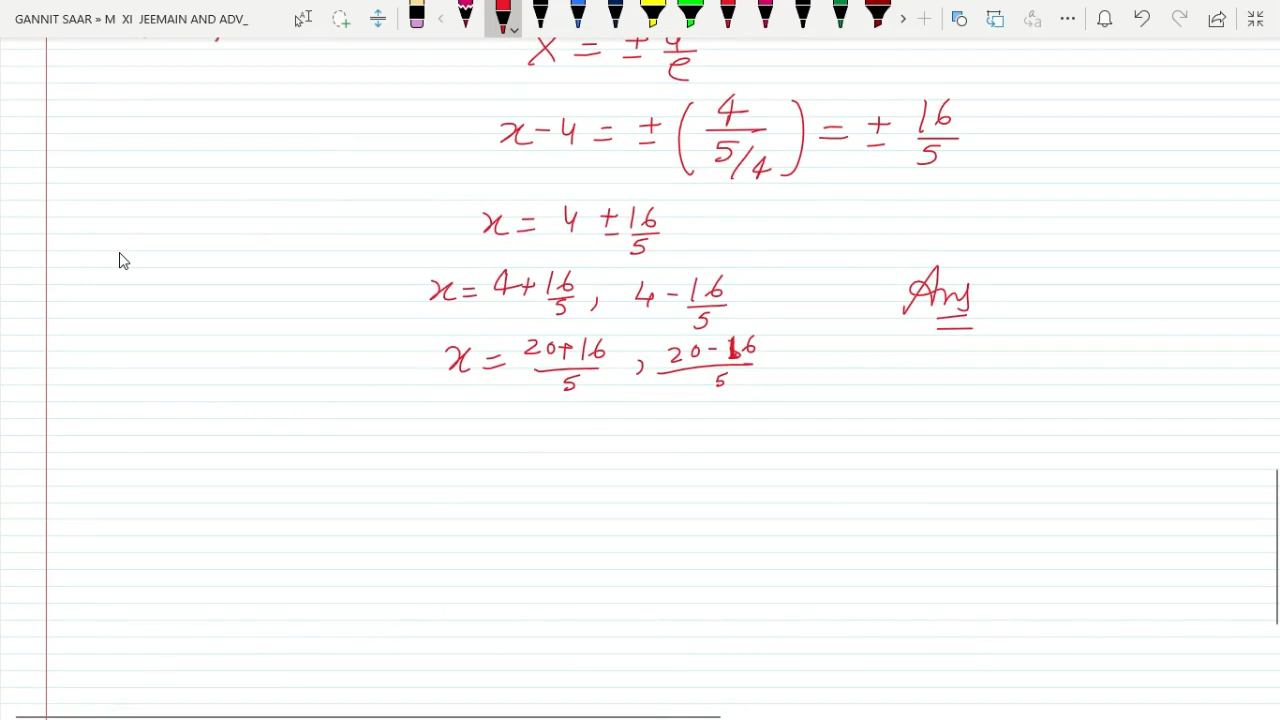 GANNIT SAAR » M XI JEEMAIN AND ADV_
X = ± 4/e
x - 4 = ± (4/(5/4)) = ± 16/5
x = 4 ± 16/5
x = 4 + 16/5 , 4 - 16/5 Ans
x = (20+16)/5 , (20-16)/5